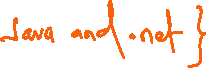 Java and .net }